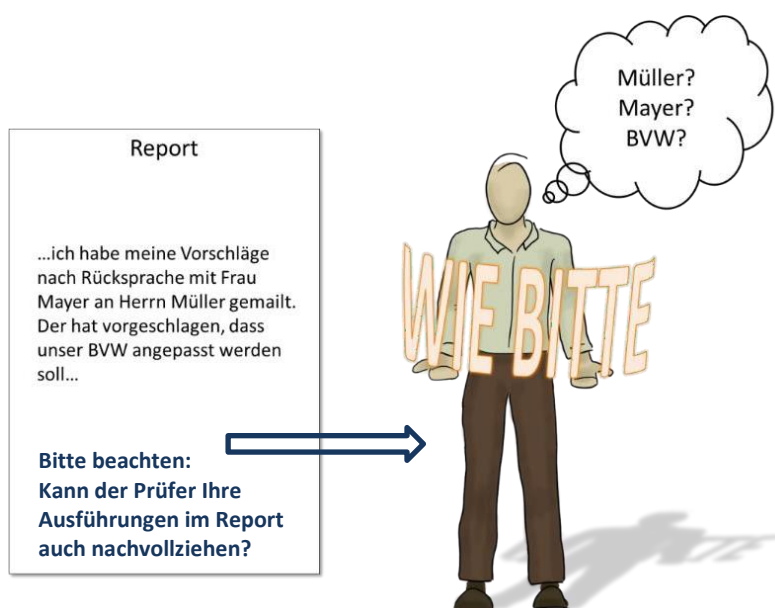 Report
...ich habe meine Vorschläge
nach Rücksprache mit Frau
Mayer an Herrn Müller gemailt.
Der hat vorgeschlagen, dass
unser BVW angepasst werden
soll...
Bitte beachten:
Kann der Prüfer Ihre
Ausführungen im Report
auch nachvollziehen?
Müller?
Mayer?
BVW?
WIE BITTE